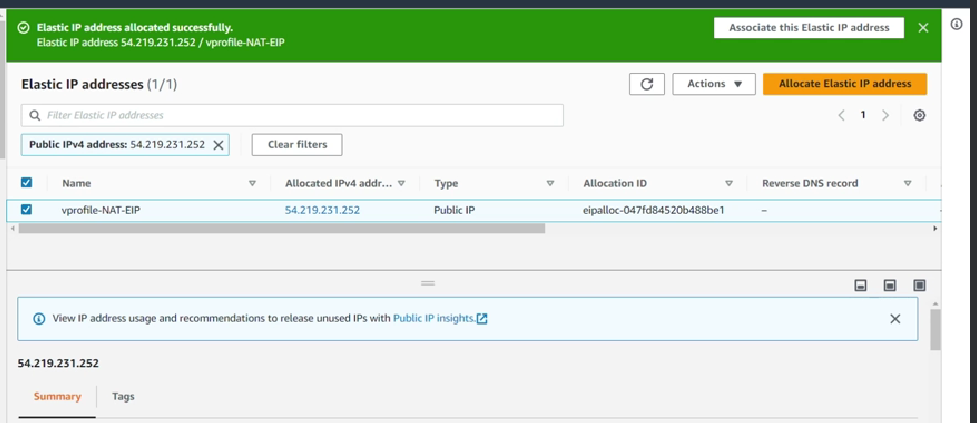 Elastic IP address allocated successfully.
Elastic IP address 54.219.231.252 / vprofile-NAT-EIP
Associate this Elastic IP address
Elastic IP addresses (1/1)
Actions
Allocate Elastic IP address
Filter Elastic IP addresses
1
Public IPv4 address: 54.219.231.252
Clear filters
Name
Allocated IPv4 addr...
Type
Allocation ID
Reverse DNS record
vprofile-NAT-EIP
54.219.231.252
Public IP
eipalloc-047fd84520b488be1
–
View IP address usage and recommendations to release unused IPs with Public IP insights.
54.219.231.252
Summary
Tags